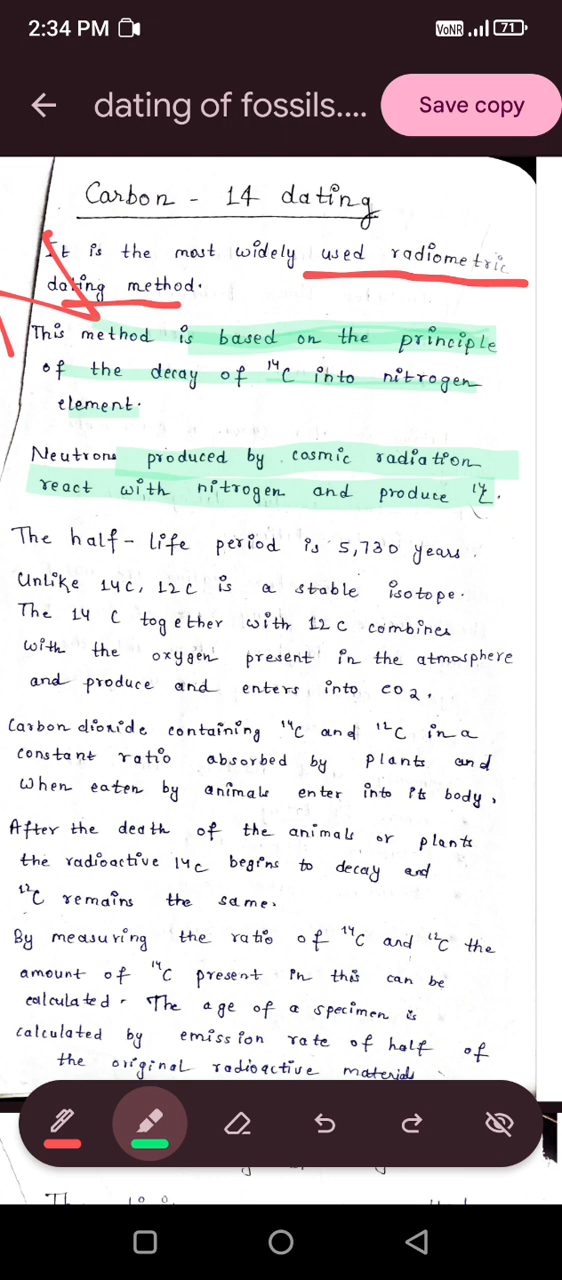 2:34 PM
VoNR
71
dating of fossils....
Save copy
Carbon - 14 dating
It is the most widely used radiometric
dating method.
This method is based on the principle
of the decay of ¹⁴C into nitrogen
element.
Neutrons produced by cosmic radiation
react with nitrogen and produce ¹⁴C.
The half-life period is 5,730 years.
Unlike 14C, 12C is a stable isotope.
The 14 C together with 12 C combines
with the oxygen present in the atmosphere
and produce and enters into CO2.
Carbon dioxide containing ¹⁴C and ¹²C in a
constant ratio absorbed by plants and
when eaten by animals enter into its body,
After the death of the animals or plants
the radioactive 14C begins to decay and
¹²C remains the same.
By measuring the ratio of ¹⁴C and ¹²C the
amount of ¹⁴C present in this can be
calculated. The age of a specimen is
calculated by emission rate of half of
the original radioactive materials